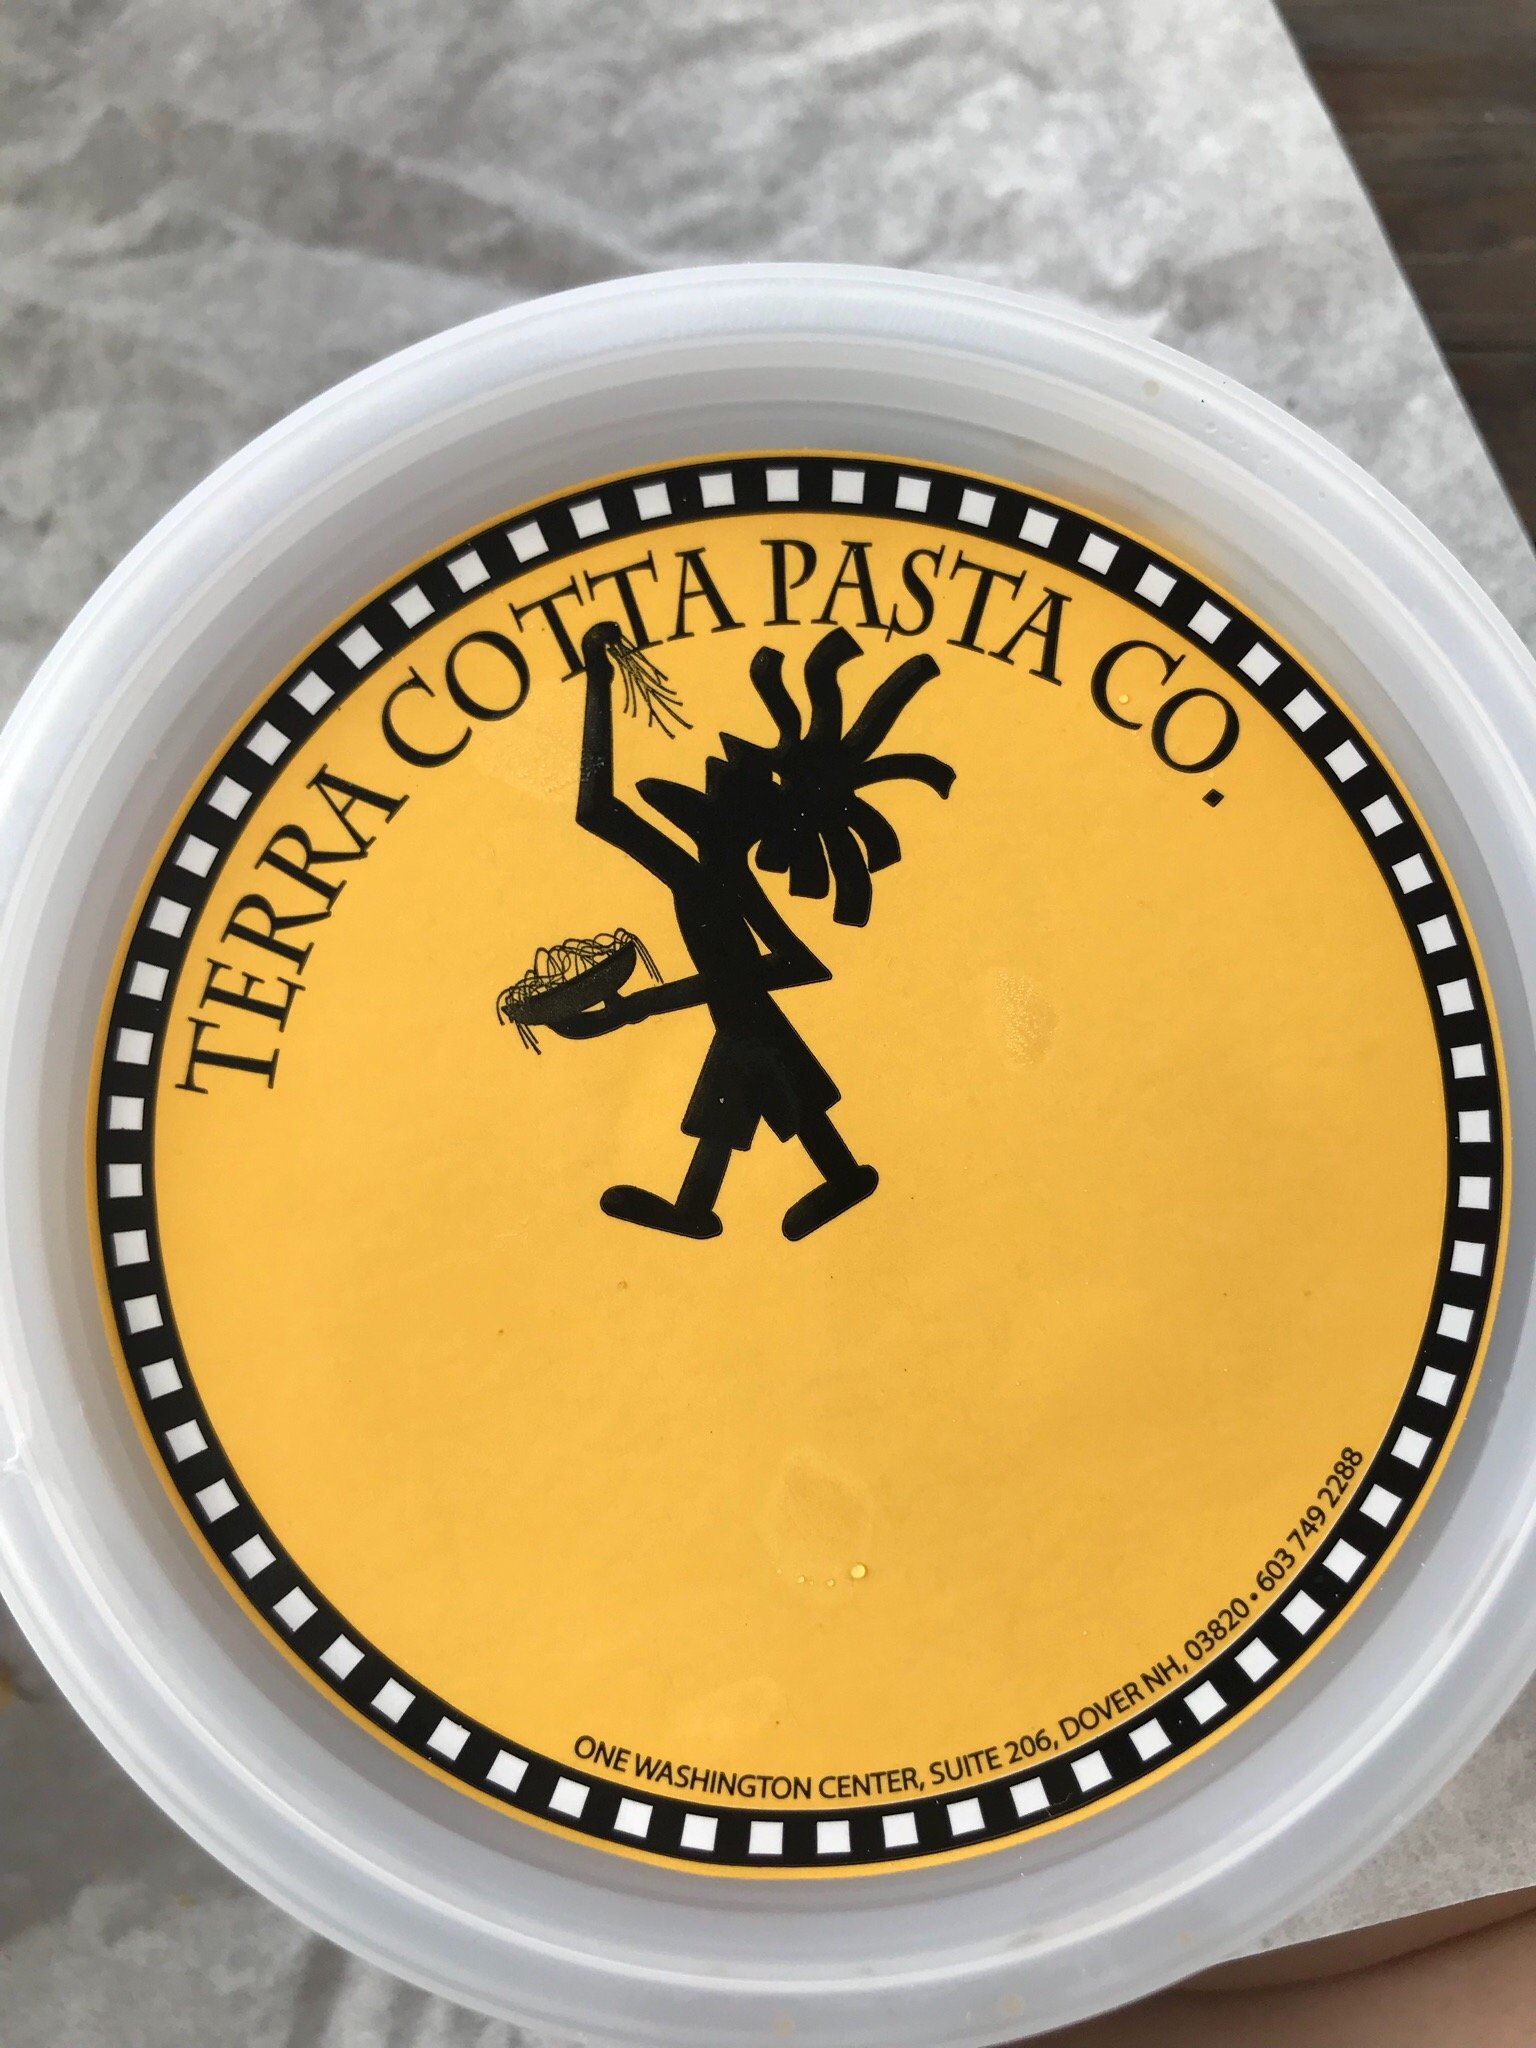 TERRA COTTA PASTA CO.
ONE WASHINGTON CENTER, SUITE 206, DOVER NH, 03820 • 603 749 2288